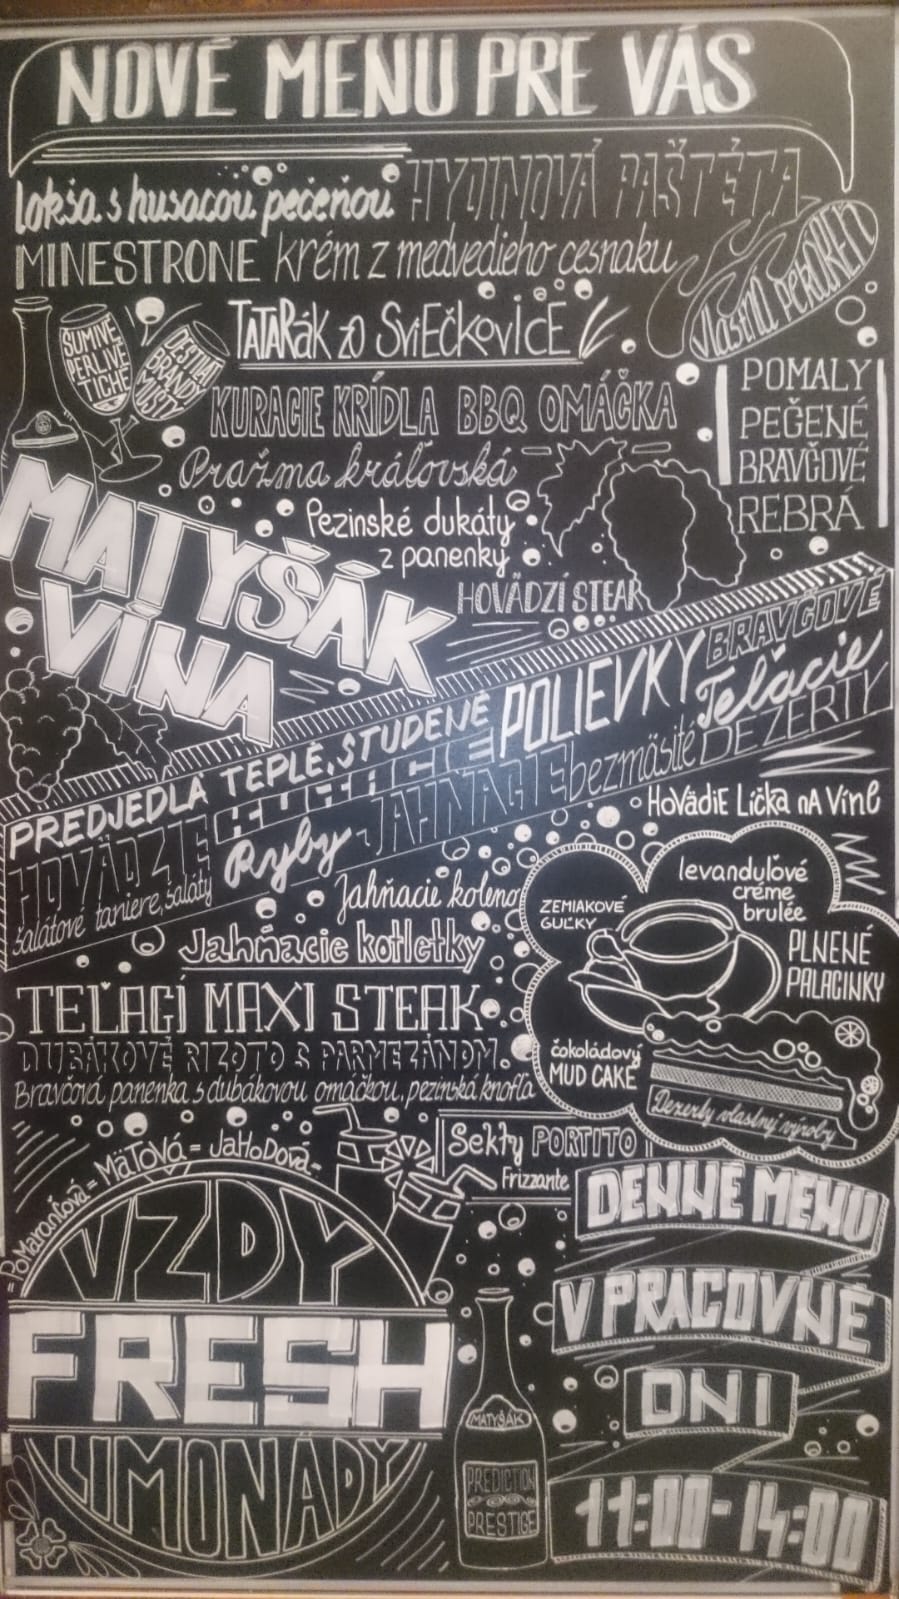 NOVÉ MENU PRE VÁS
Lokša s husacou pečeňou HYDINOVÁ PAŠTÉTA
MINESTRONE krém z medvedieho cesnaku
vlastná pekáREŇ
ŠUMIVÉ
PERLIVÉ
TICHÉ
DESTILÁT
BRANDY
MUŠTY
TATARák zo SviEČkovicE
KURACIE KRÍDLA BBQ OMÁČKA
POMALY
PEČENÉ
BRAVČOVÉ
REBRÁ
Pražma kráľovská
Pezinské dukáty
z panenky
HOVÄDZÍ STEAK
MATYŠÁK
VÍNA
PREDJEDLÁ TEPLÉ, STUDENÉ POLIEVKY BRAVČOVÉ
HOVÄDZIE KURACIE JAHŇACIE bezmäsité Teľacie
šalátové taniere, šaláty Ryby DEZERTY
HoVädiE LíČka nA Víne
Jahňacie koleno
Jahňacie kotletky
TEĽACÍ MAXI STEAK
DUBÁKOVÉ RIZOTO S PARMEZÁNOM
Bravčová panenka s dubákovou omáčkou, pezinská knofľa
levanduľové
créme
brulée
ZEMIAKOVÉ
GUĽKY
PLNENÉ
PALACINKY
čokoládový
MUD CAKE
Dezerty vlastnej výroby
Sekty PORTITO
Frizzante
= PoMaranČová = MäTová = JaHoDová =
VŽDY
FRESH
LIMONÁDY
MATYŠÁK
PREDICTION
PRESTIGE
DENNÉ MENU
V PRACOVNÉ
DNI
11:00-14:00